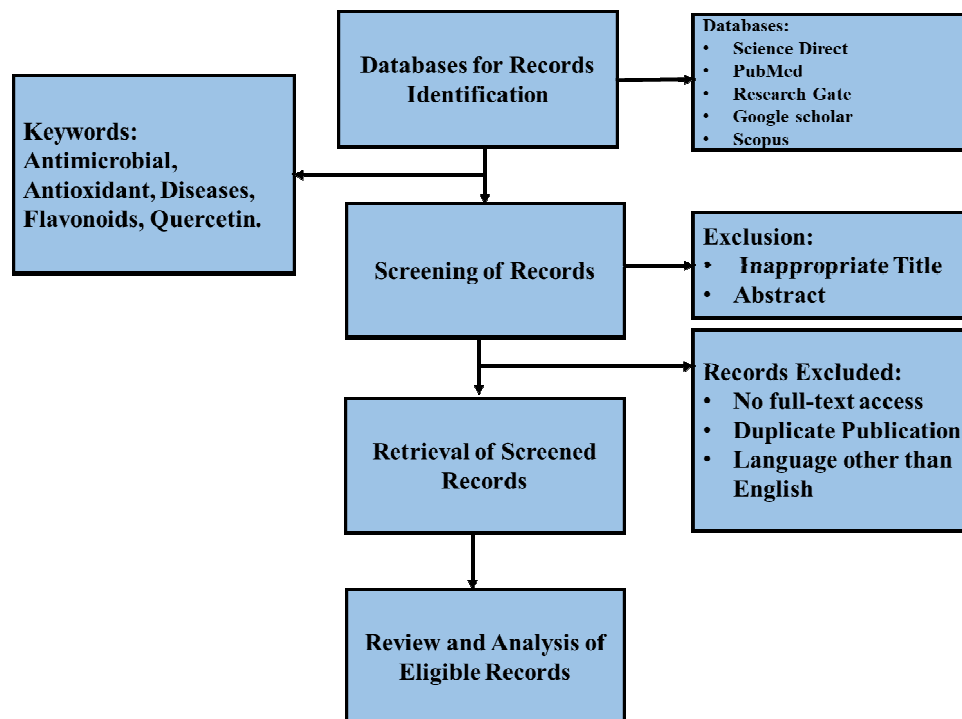 Databases for Records
Identification
Databases:
• Science Direct
• PubMed
• Research Gate
• Google scholar
• Scopus
Keywords:
Antimicrobial,
Antioxidant, Diseases,
Flavonoids, Quercetin.
Screening of Records
Exclusion:
• Inappropriate Title
• Abstract
Records Excluded:
• No full-text access
• Duplicate Publication
• Language other than
English
Retrieval of Screened
Records
Review and Analysis of
Eligible Records